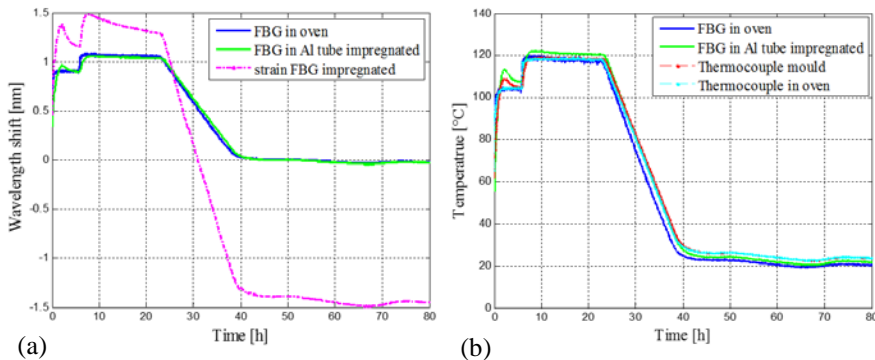 1.5
1
0.5
0
-0.5
-1
-1.5
Wavelength shift [nm]
FBG in oven
FBG in Al tube impregnated
strain FBG impregnated
0 10 20 30 40 50 60 70 80
Time [h]
(a)
140
120
100
80
60
40
20
0
Temperatrue [°C]
FBG in oven
FBG in Al tube impregnated
Thermocouple mould
Thermocouple in oven
0 10 20 30 40 50 60 70 80
Time [h]
(b)